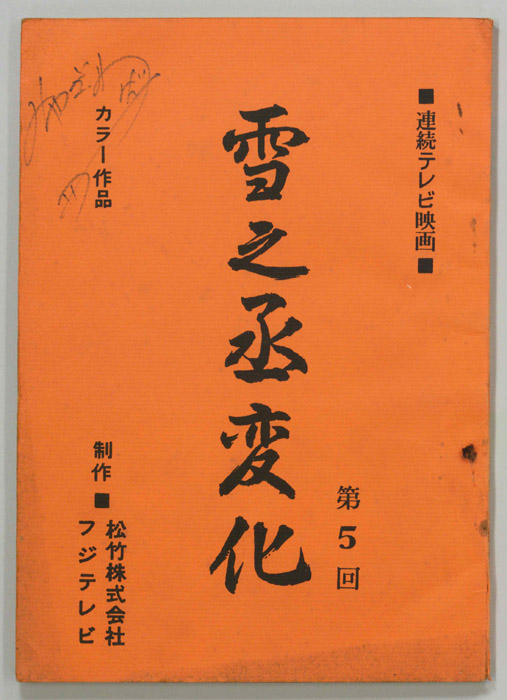 ■連続テレビ映画■
雪之丞変化
第5回
カラー作品
制作■松竹株式会社
フジテレビ